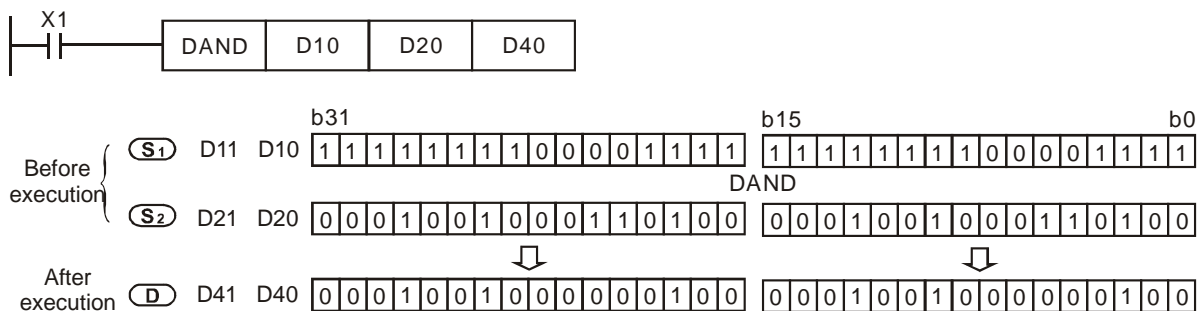 X1
DAND D10 D20 D40
b31 b15 b0
Before execution
S1 D11 D10 1 1 1 1 1 1 1 1 0 0 0 0 1 1 1 1 1 1 1 1 1 1 1 1 0 0 0 0 1 1 1 1
DAND
S2 D21 D20 0 0 0 1 0 0 1 0 0 0 1 1 0 1 0 0 0 0 0 1 0 0 1 0 0 0 1 1 0 1 0 0
After execution
D D41 D40 0 0 0 1 0 0 1 0 0 0 0 0 0 1 0 0 0 0 0 1 0 0 1 0 0 0 0 0 0 1 0 0